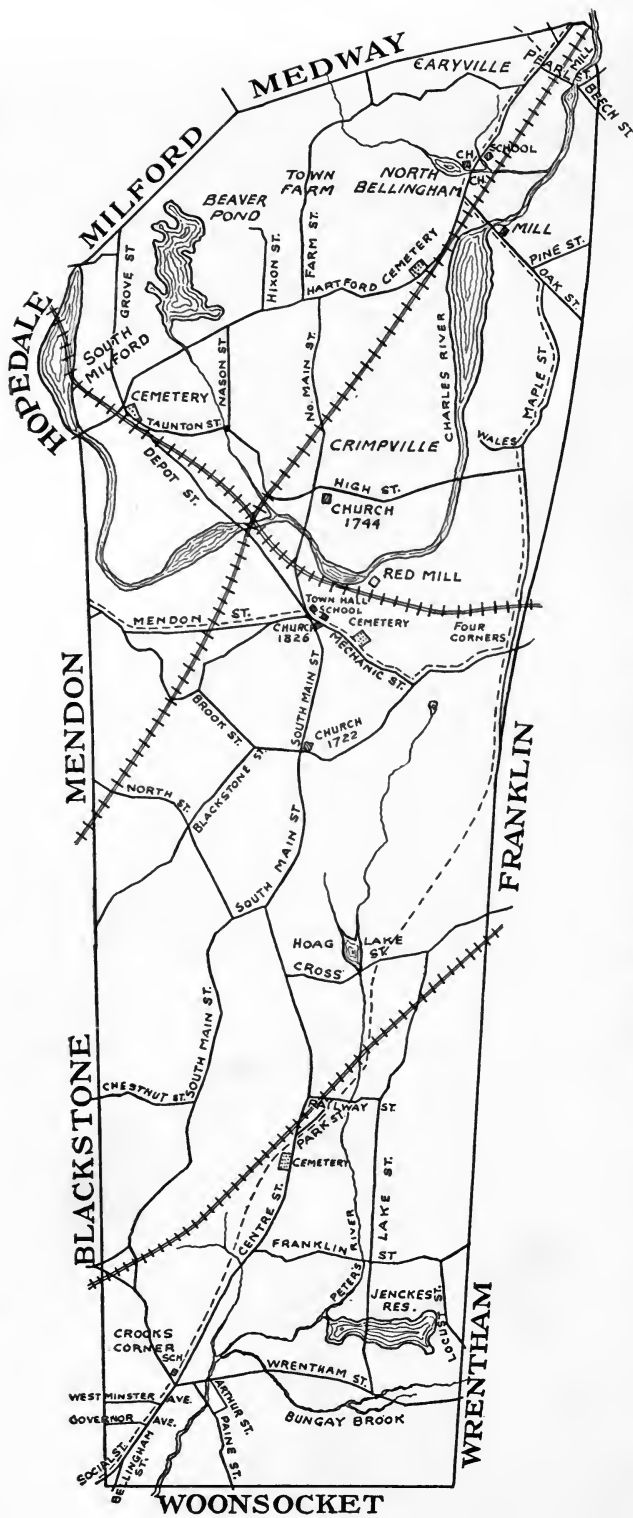 MEDWAY
CARYVILLE
PEARL ST.
MILL
BEECH ST.
MILFORD
CH.
SCHOOL
TOWN FARM
NORTH BELLINGHAM
CH.
BEAVER POND
MILL
HIXON ST.
FARM ST.
CEMETERY
PINE ST.
OAK ST.
GROVE ST.
HARTFORD
HOPEDALE
SOUTH MILFORD
NASON ST.
No. MAIN ST.
CHARLES RIVER
MAPLE ST
CEMETERY
TAUNTON ST.
CRIMPVILLE
WALES
DEPOT ST.
HIGH ST.
CHURCH
1744
RED MILL
MENDON ST.
TOWN HALL
SCHOOL
CEMETERY
FOUR CORNERS
CHURCH
1826
MECHANIC ST.
SOUTH MAIN ST
MENDON
BROOK ST.
CHURCH
1722
FRANKLIN
NORTH ST.
BLACKSTONE ST.
SOUTH MAIN ST
HOAG LAKE
CROSS ST.
SOUTH MAIN ST.
BLACKSTONE
CHESTNUT ST.
RAILWAY ST.
PARK ST.
CEMETERY
CENTRE ST.
LAKE ST.
FRANKLIN ST
PETER'S RIVER
JENCKES RES.
LOCUST ST.
CROOKS CORNER
SCH.
WRENTHAM ST.
WRENTHAM
WESTMINSTER AVE.
GOVERNOR AVE.
ARTHUR ST.
PAINE ST.
BUNGAY BROOK
SOCIAL ST.
BELLINGHAM ST.
WOONSOCKET